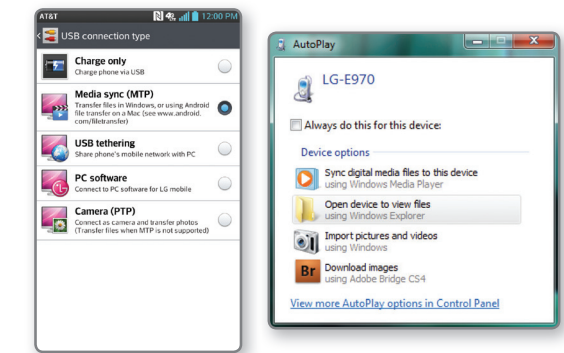 AT&T 12:00 PM
USB connection type
Charge only
Charge phone via USB
Media sync (MTP)
Transfer files in Windows, or using Android
file transfer on a Mac (see www.android.
com/filetransfer)
USB tethering
Share phone's mobile network with PC
PC software
Connect to PC software for LG mobile
Camera (PTP)
Connect as camera and transfer photos
(Transfer files when MTP is not supported)
AutoPlay
LG-E970
Always do this for this device:
Device options
Sync digital media files to this device
using Windows Media Player
Open device to view files
using Windows Explorer
Import pictures and videos
using Windows
Br
Download images
using Adobe Bridge CS4
View more AutoPlay options in Control Panel